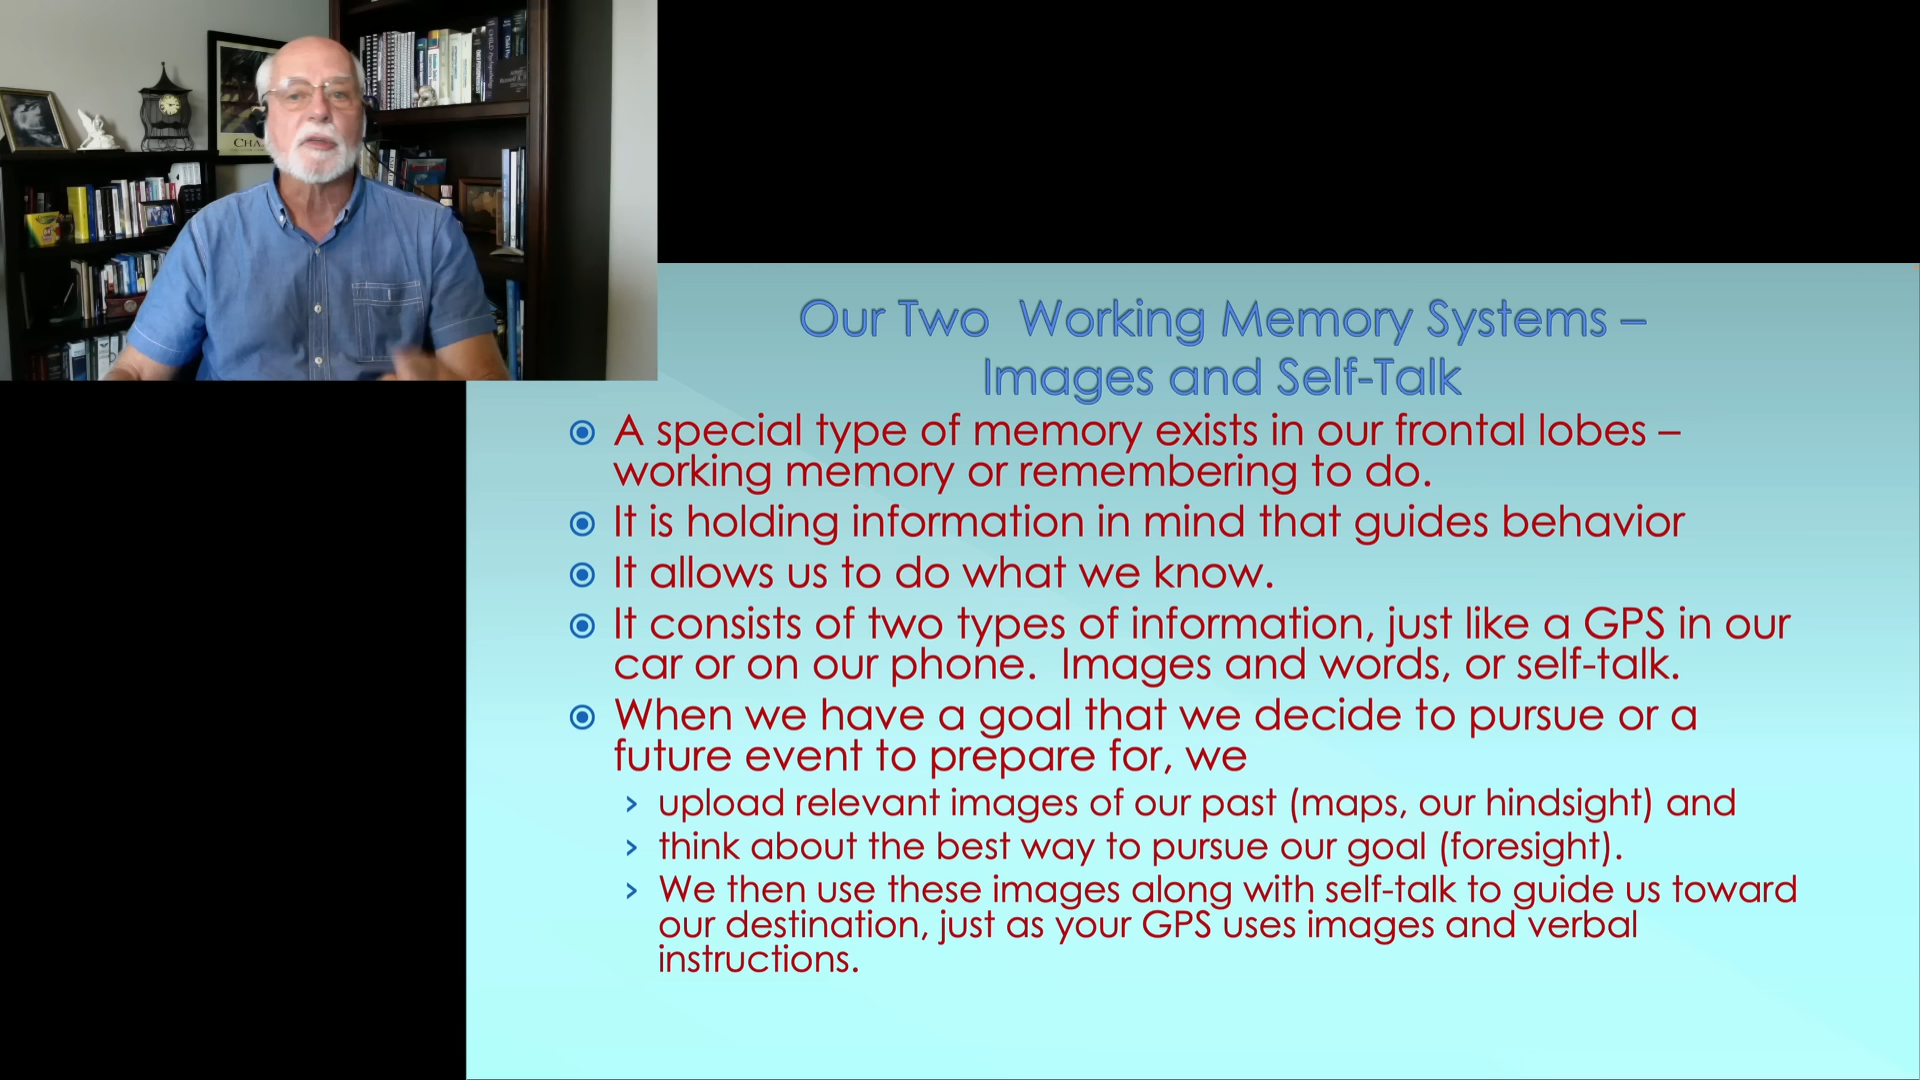 CHA
Our Two Working Memory Systems –
Images and Self-Talk
A special type of memory exists in our frontal lobes –
working memory or remembering to do.
It is holding information in mind that guides behavior
It allows us to do what we know.
It consists of two types of information, just like a GPS in our
car or on our phone. Images and words, or self-talk.
When we have a goal that we decide to pursue or a
future event to prepare for, we
upload relevant images of our past (maps, our hindsight) and
think about the best way to pursue our goal (foresight).
We then use these images along with self-talk to guide us toward
our destination, just as your GPS uses images and verbal
instructions.